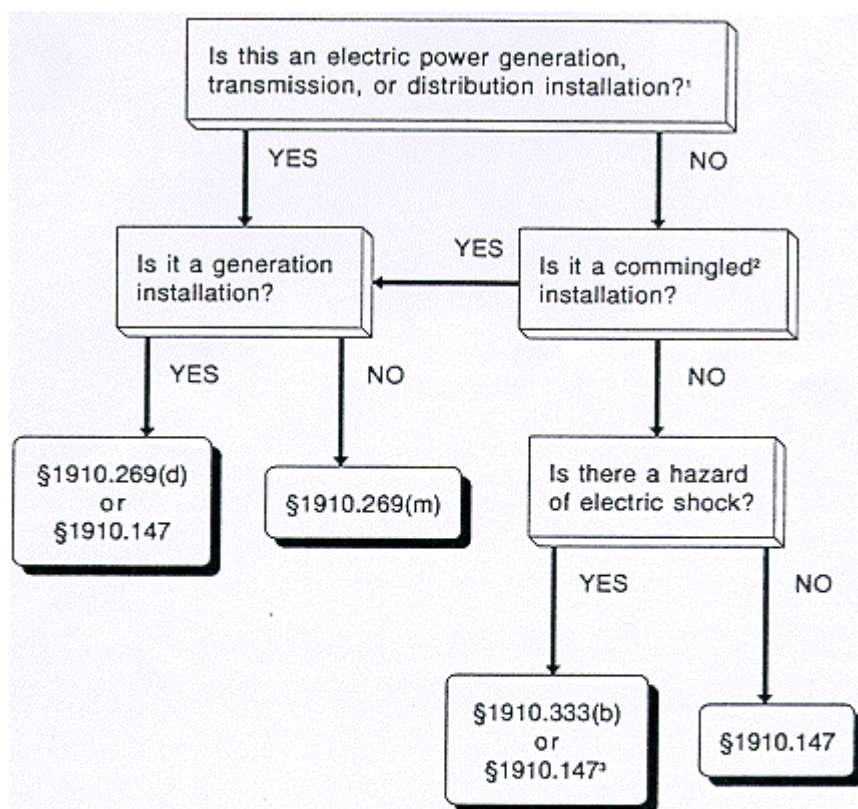 Is this an electric power generation,
transmission, or distribution installation?¹
YES
NO
Is it a generation
installation?
YES
Is it a commingled²
installation?
YES
NO
NO
§1910.269(d)
or
§1910.147
§1910.269(m)
Is there a hazard
of electric shock?
YES
NO
§1910.333(b)
or
§1910.147³
§1910.147